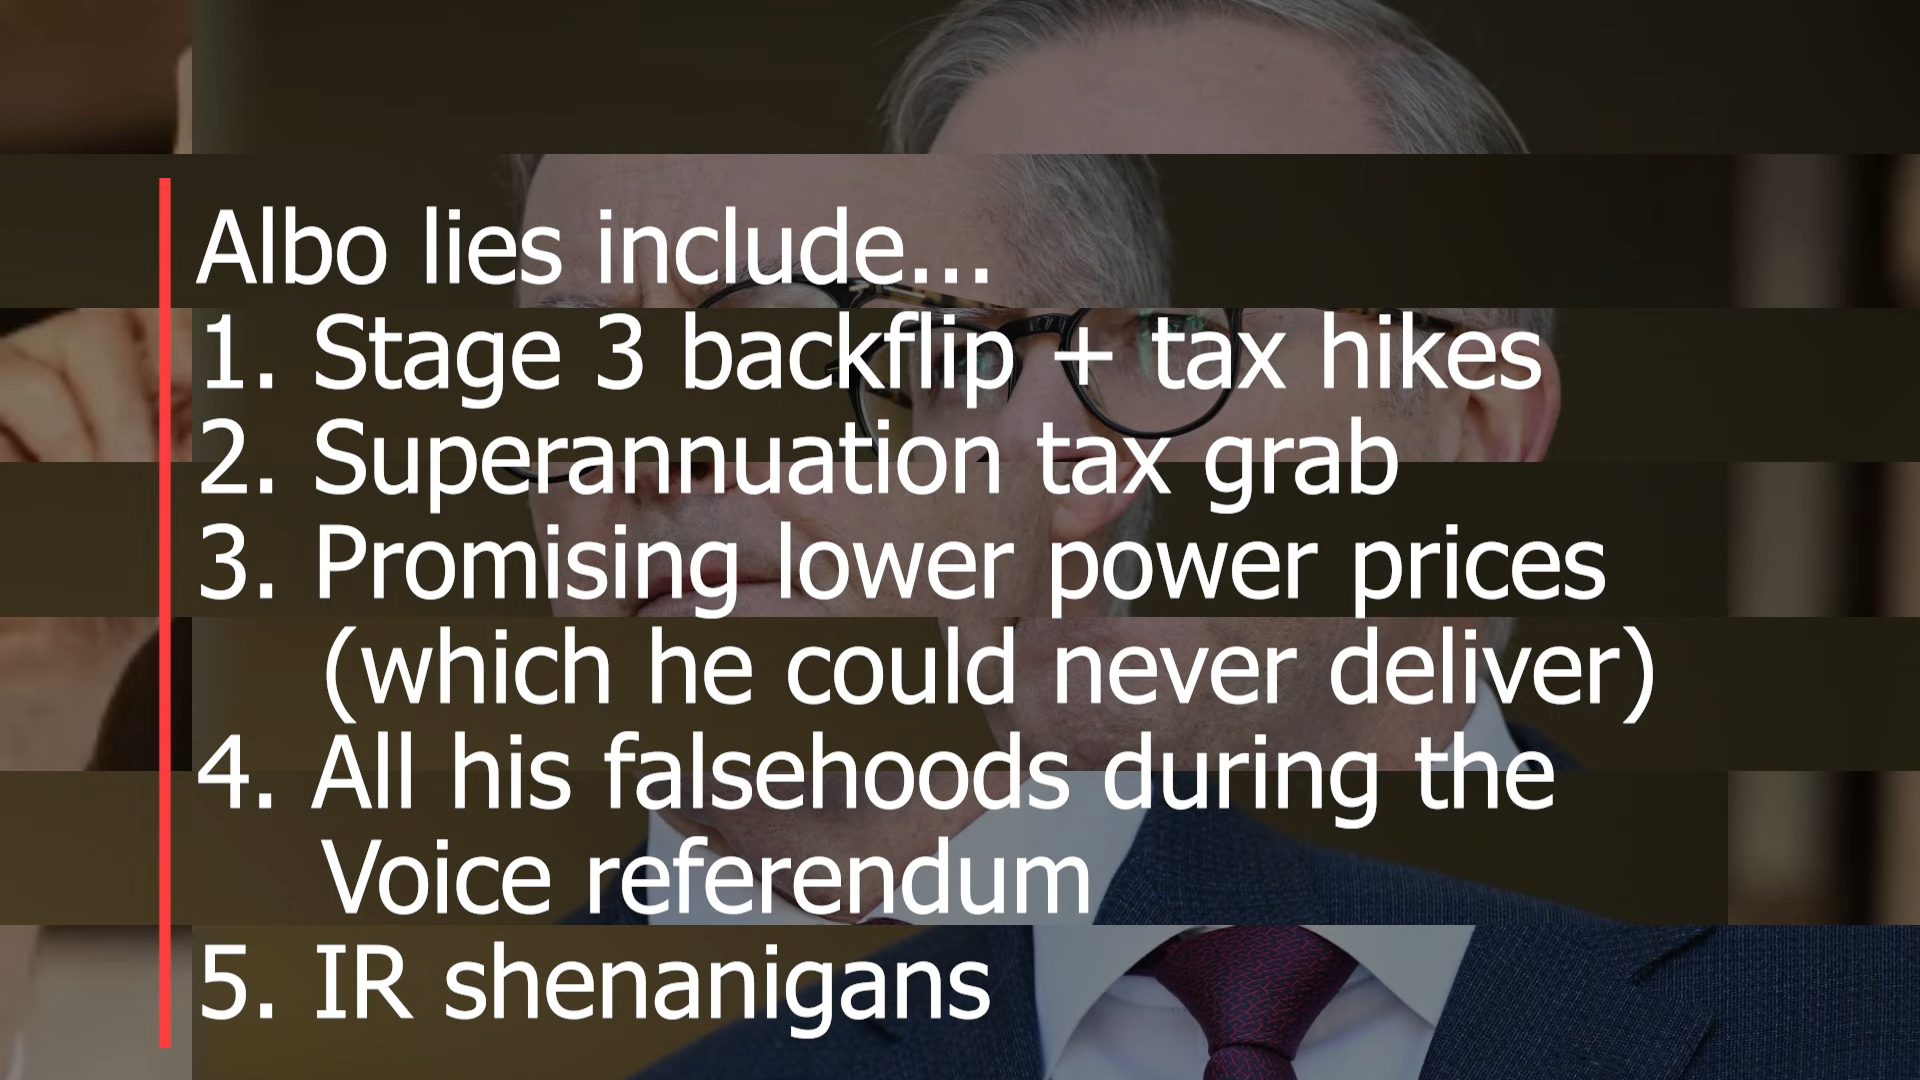 Albo lies include...
1. Stage 3 backflip + tax hikes
2. Superannuation tax grab
3. Promising lower power prices
(which he could never deliver)
4. All his falsehoods during the
Voice referendum
5. IR shenanigans